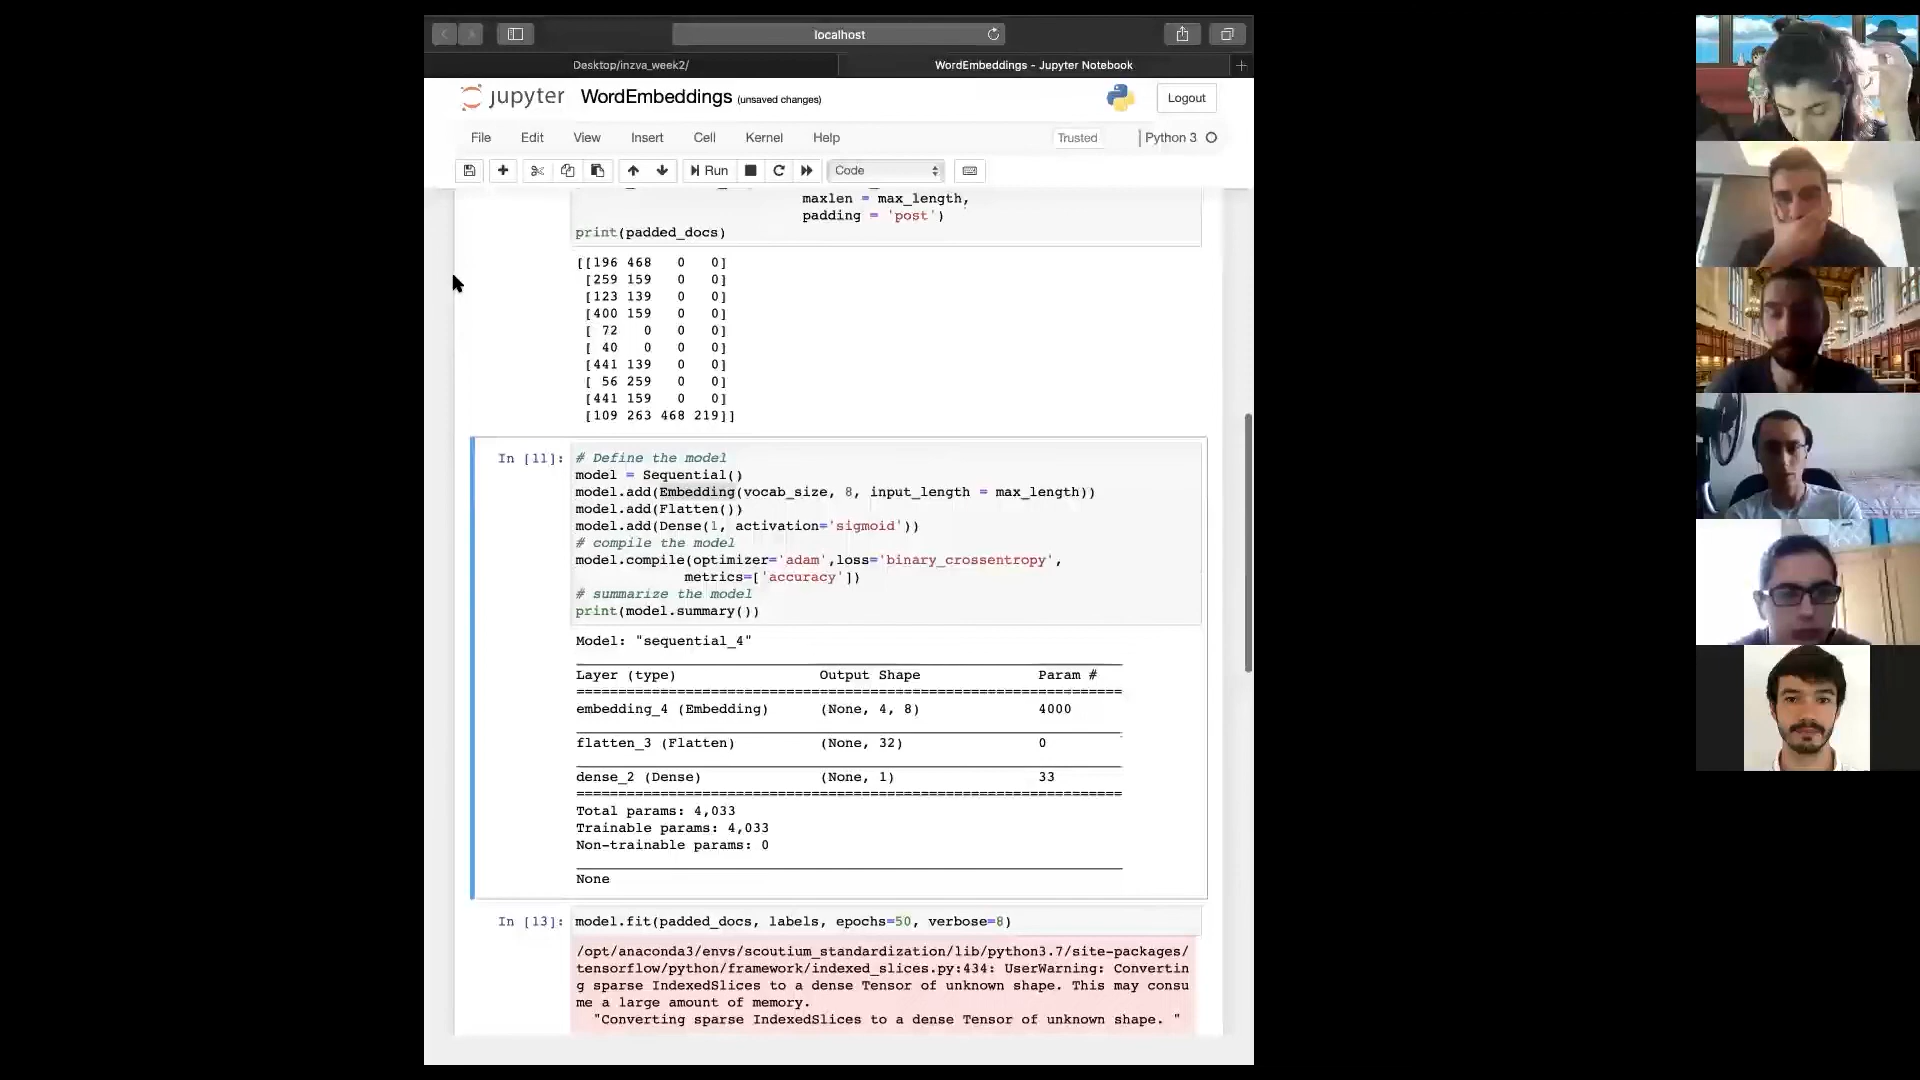 localhost
Desktop/inzva_week2/
WordEmbeddings - Jupyter Notebook
jupyter WordEmbeddings (unsaved changes)
Logout
File Edit View Insert Cell Kernel Help
Trusted
Python 3
Run
Code
maxlen = max_length,
padding = 'post')
print(padded_docs)
[[196 468   0   0]
[259 159   0   0]
[123 139   0   0]
[400 159   0   0]
[ 72   0   0   0]
[ 40   0   0   0]
[441 139   0   0]
[ 56 259   0   0]
[441 159   0   0]
[109 263 468 219]]
In [11]:
# Define the model
model = Sequential()
model.add(Embedding(vocab_size, 8, input_length = max_length))
model.add(Flatten())
model.add(Dense(1, activation='sigmoid'))
# compile the model
model.compile(optimizer='adam',loss='binary_crossentropy',
metrics=['accuracy'])
# summarize the model
print(model.summary())
Model: "sequential_4"
Layer (type) Output Shape Param #
=================================================================
embedding_4 (Embedding) (None, 4, 8) 4000
flatten_3 (Flatten) (None, 32) 0
dense_2 (Dense) (None, 1) 33
=================================================================
Total params: 4,033
Trainable params: 4,033
Non-trainable params: 0
None
In [13]: model.fit(padded_docs, labels, epochs=50, verbose=8)
/opt/anaconda3/envs/scoutium_standardization/lib/python3.7/site-packages/
tensorflow/python/framework/indexed_slices.py:434: UserWarning: Convertin
g sparse IndexedSlices to a dense Tensor of unknown shape. This may consu
me a large amount of memory.
"Converting sparse IndexedSlices to a dense Tensor of unknown shape. "